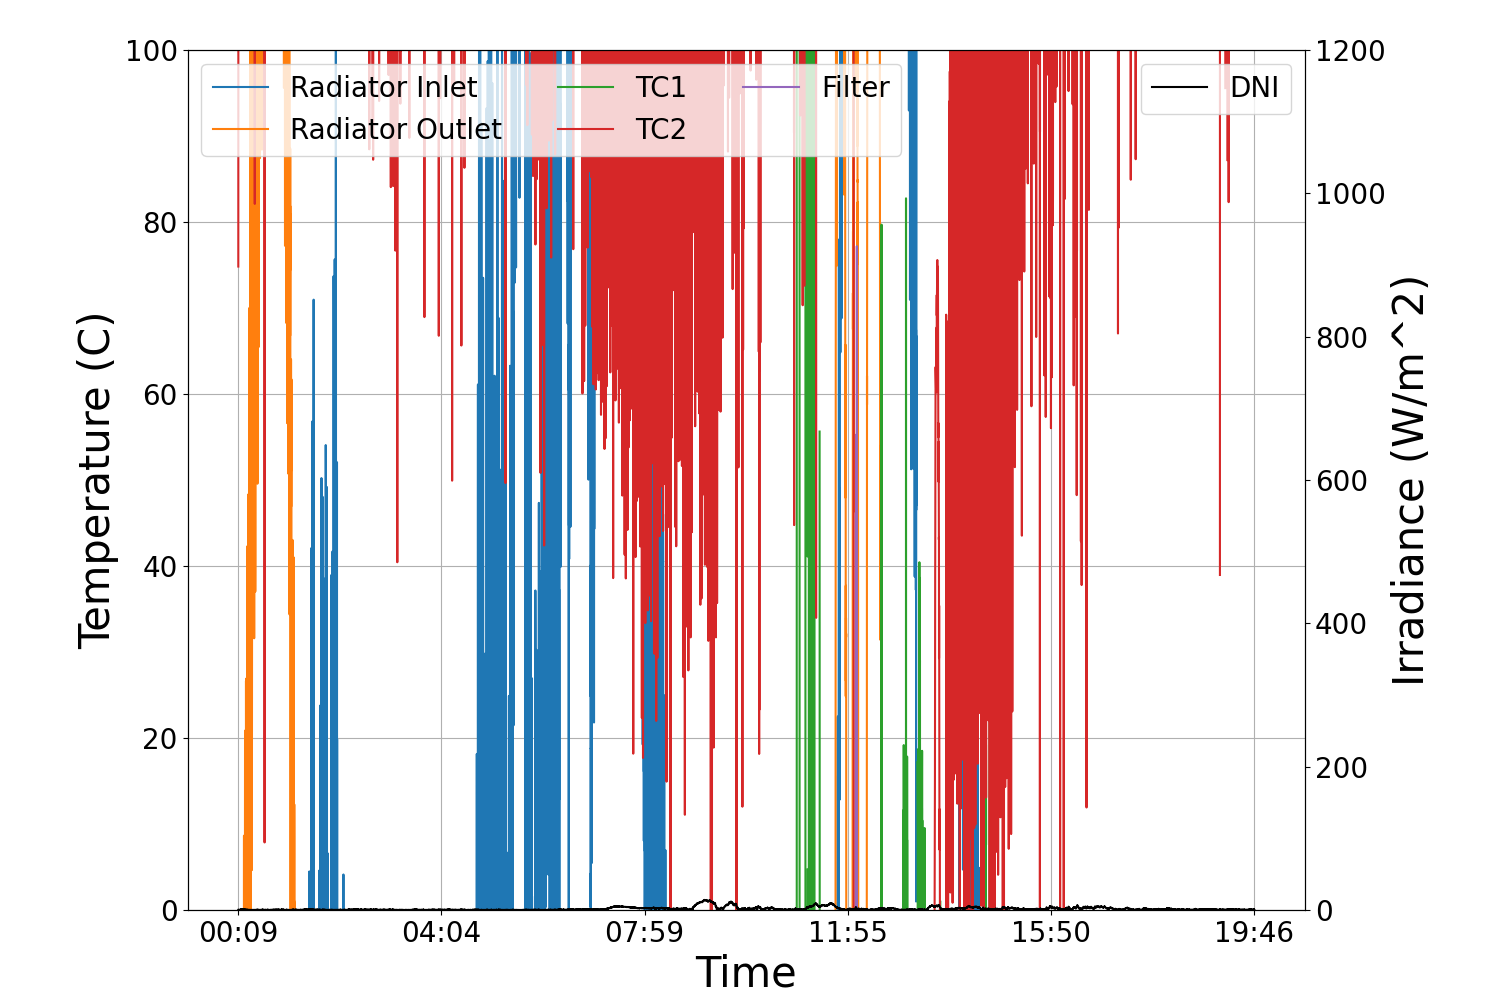 Radiator Inlet
Radiator Outlet
TC1
TC2
Filter
DNI
100
80
60
40
20
0
Temperature (C)
1200
1000
800
600
400
200
0
Irradiance (W/m^2)
00:09 04:04 07:59 11:55 15:50 19:46
Time